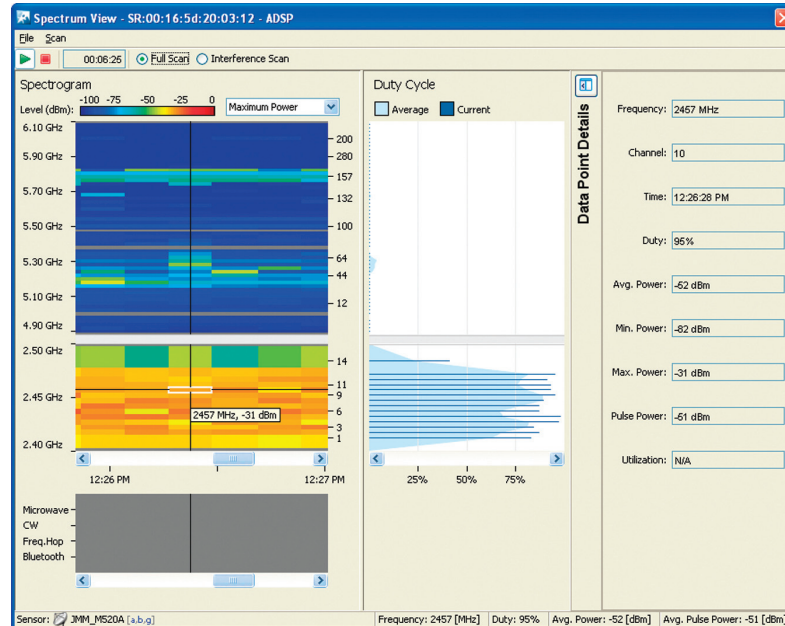 Spectrum View - SR:00:16:5d:20:03:12 - ADSP
File Scan
00:06:25 Full Scan Interference Scan
Spectrogram
Level (dBm): -100 -75 -50 -25 0 Maximum Power
6.10 GHz
5.90 GHz
5.70 GHz
5.50 GHz
5.30 GHz
5.10 GHz
4.90 GHz
200
280
157
132
100
64
44
12
2.50 GHz
2.45 GHz
2.40 GHz
14
11
9
6
3
1
2457 MHz, -31 dBm
12:26 PM 12:27 PM
Microwave
CW
Freq.Hop
Bluetooth
Duty Cycle
Average Current
25% 50% 75%
Data Point Details
Frequency: 2457 MHz
Channel: 10
Time: 12:26:28 PM
Duty: 95%
Avg. Power: -52 dBm
Min. Power: -82 dBm
Max. Power: -31 dBm
Pulse Power: -51 dBm
Utilization: N/A
Sensor: JMM_M520A [a,b,g] Frequency: 2457 [MHz] Duty: 95% Avg. Power: -52 [dBm] Avg. Pulse Power: -51 [dBm]